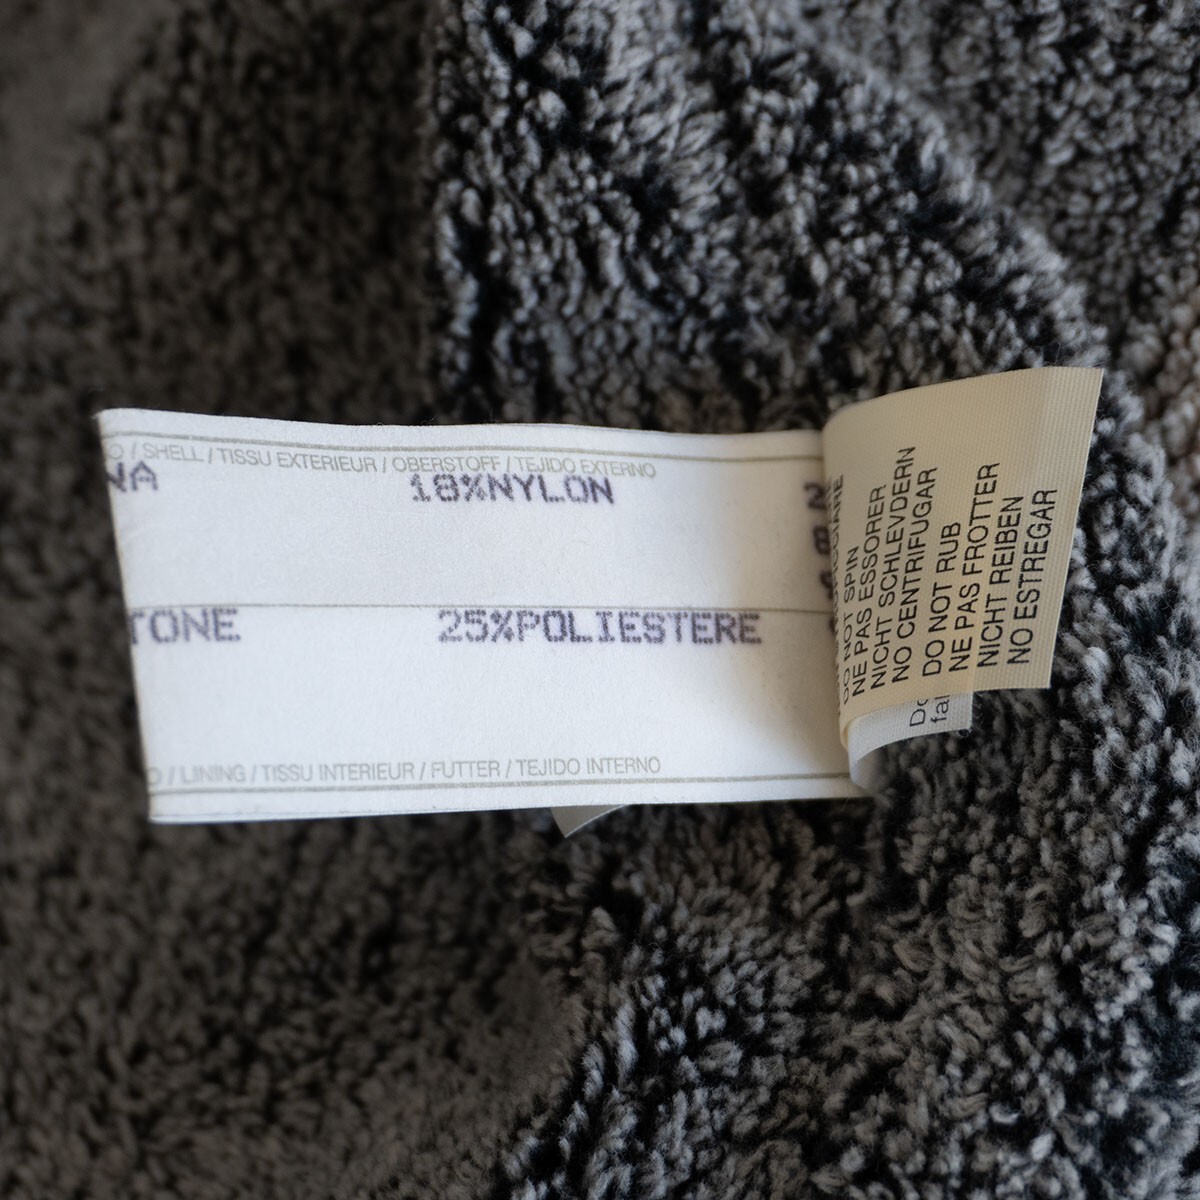 O / SHELL / TISSU EXTERIEUR / OBERSTOFF / TEJIDO EXTERNO
NA 18%NYLON
TONE 25%POLIESTERE
O / LINING / TISSU INTERIEUR / FUTTER / TEJIDO INTERNO
DO NOT SPIN
NE PAS ESSORER
NICHT SCHLEVDERN
NO CENTRIFUGAR
DO NOT RUB
NE PAS FROTTER
NICHT REIBEN
NO ESTREGAR